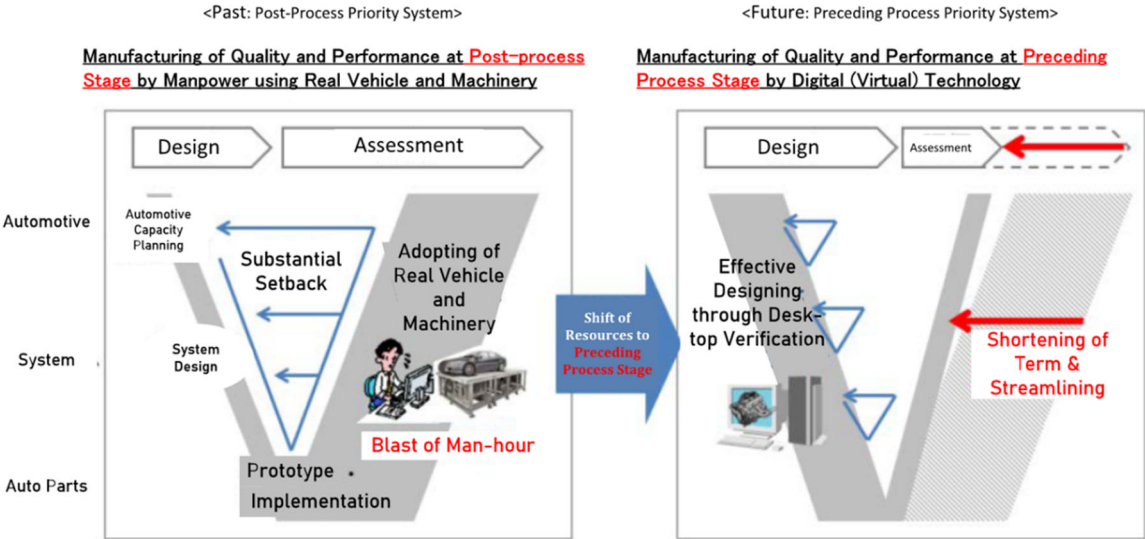 <Past: Post-Process Priority System>
<Future: Preceding Process Priority System>
Manufacturing of Quality and Performance at Post-process
Stage by Manpower using Real Vehicle and Machinery
Manufacturing of Quality and Performance at Preceding
Process Stage by Digital (Virtual) Technology
Design
Assessment
Automotive
System
Auto Parts
Automotive
Capacity
Planning
Substantial
Setback
Adopting of
Real Vehicle
and
Machinery
System
Design
Blast of Man-hour
Prototype
Implementation
Shift of
Resources to
Preceding
Process Stage
Design
Assessment
Effective
Designing
through Desk-
top Verification
Shortening of
Term &
Streamlining